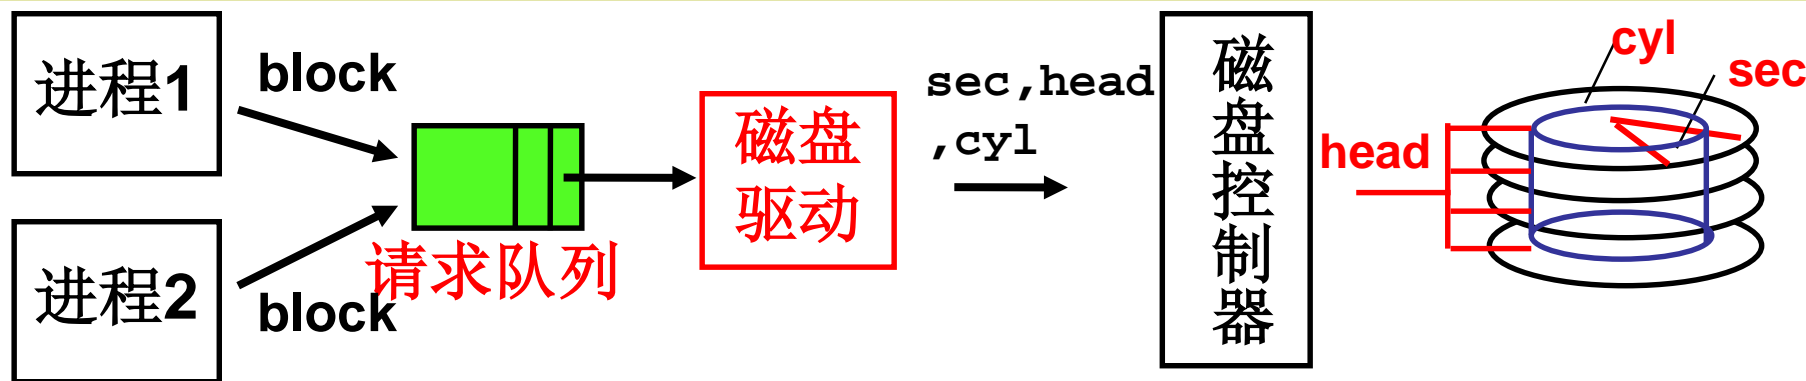 进程1
block
进程2
block
请求队列
磁盘
驱动
sec,head
,cyl
磁盘控制器
head
cyl
sec